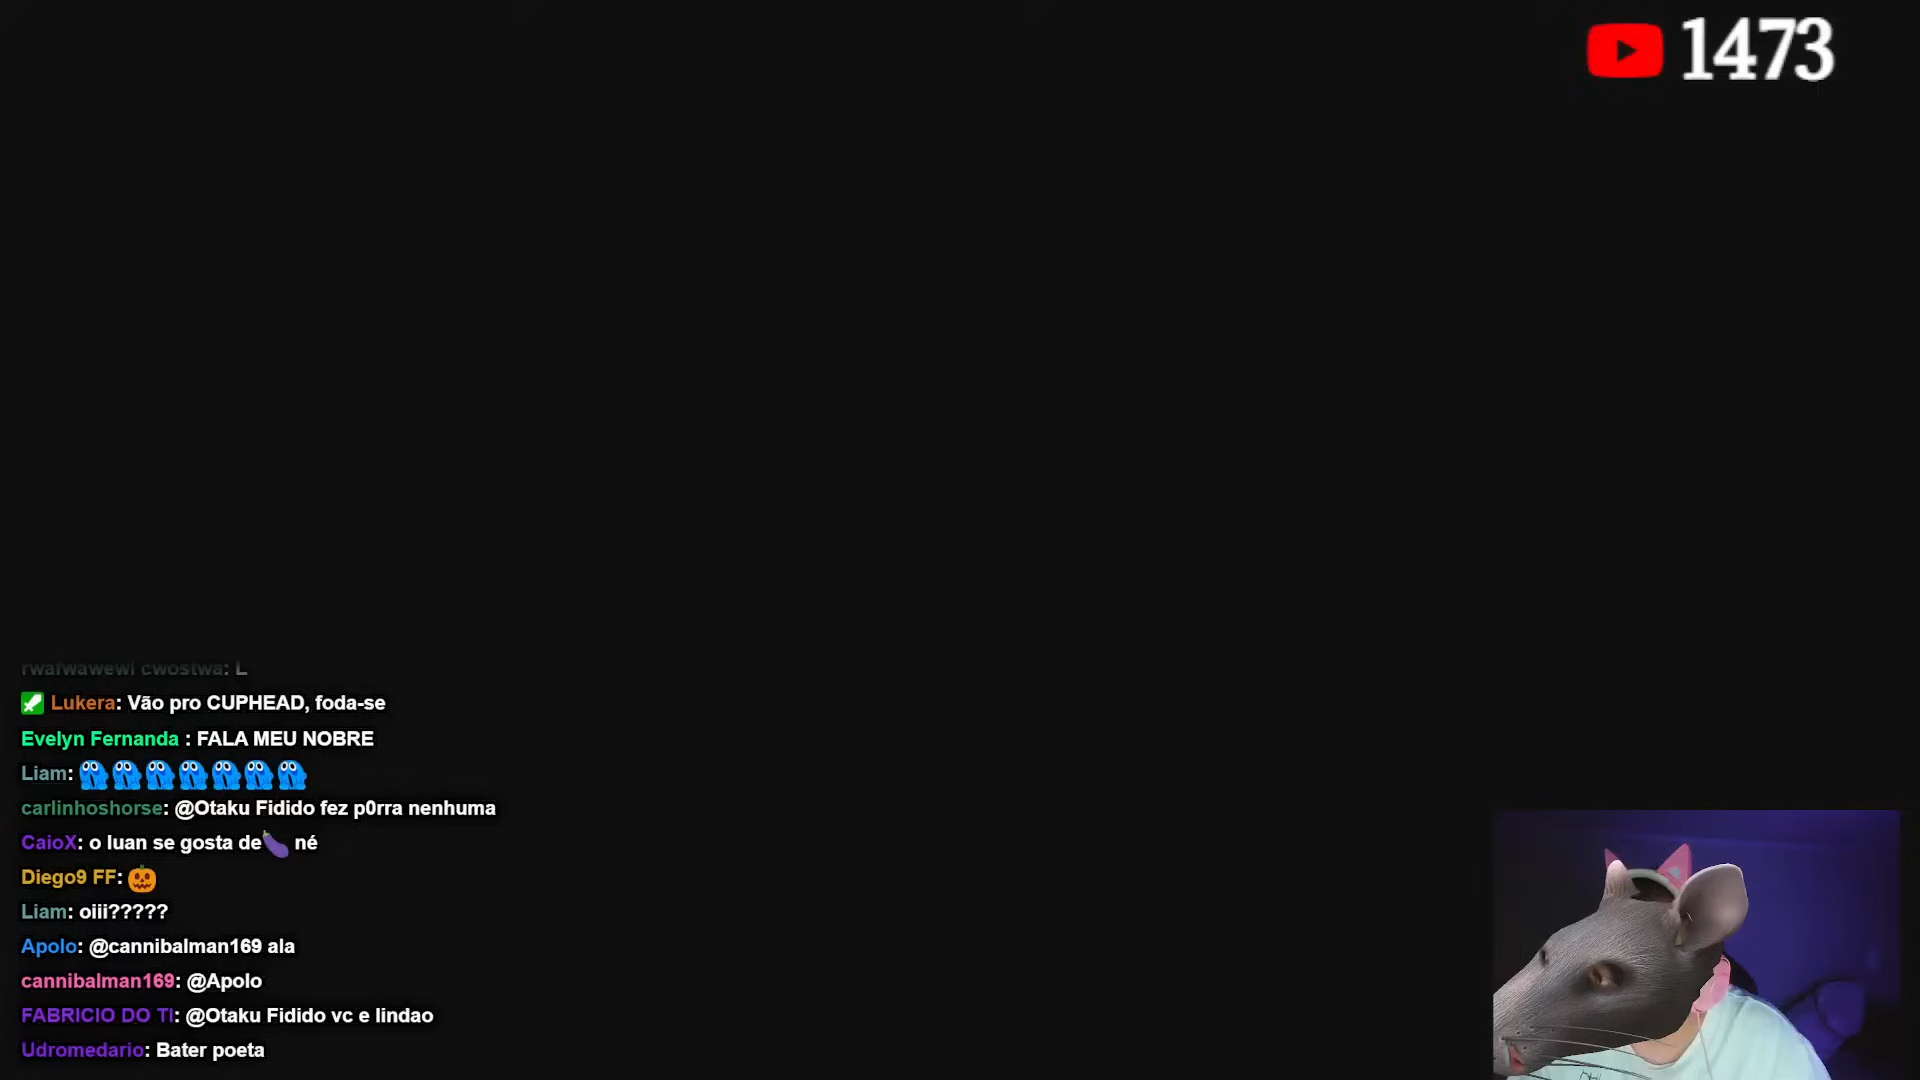 1473
rwafwawewi cwostwa: L
Lukera: Vão pro CUPHEAD, foda-se
Evelyn Fernanda : FALA MEU NOBRE
Liam:
carlinhoshorse: @Otaku Fidido fez p0rra nenhuma
CaioX: o luan se gosta de🍆 né
Diego9 FF: 🎃
Liam: oiii?????
Apolo: @cannibalman169 ala
cannibalman169: @Apolo
FABRICIO DO TI: @Otaku Fidido vc e lindao
Udromedario: Bater poeta